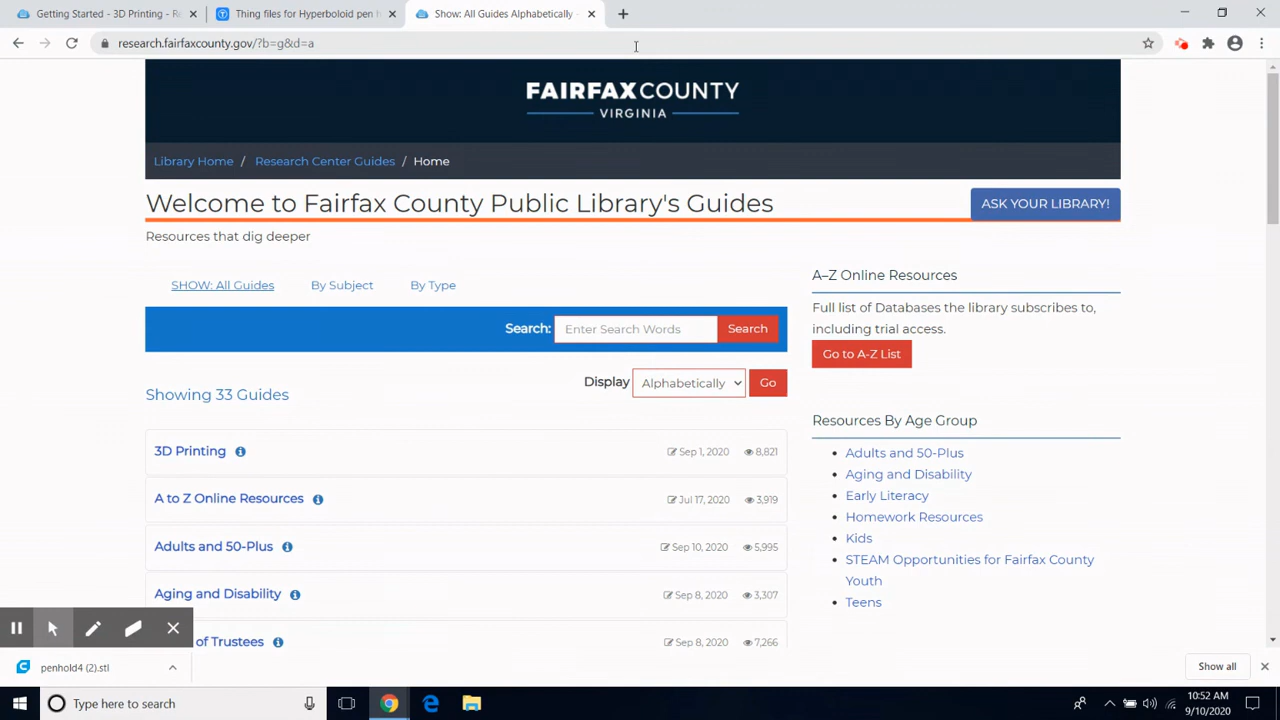 Getting Started - 3D Printing - R
Thing files for Hyperboloid pen h
Show: All Guides Alphabetically -
research.fairfaxcounty.gov/?b=g&d=a
FAIRFAXCOUNTY
VIRGINIA
Library Home / Research Center Guides / Home
Welcome to Fairfax County Public Library's Guides
ASK YOUR LIBRARY!
Resources that dig deeper
SHOW: All Guides By Subject By Type
Search: Enter Search Words Search
Display Alphabetically Go
Showing 33 Guides
3D Printing Sep 1, 2020 8,821
A to Z Online Resources Jul 17, 2020 3,919
Adults and 50-Plus Sep 10, 2020 5,995
Aging and Disability Sep 8, 2020 3,307
of Trustees Sep 8, 2020 7,266
A–Z Online Resources
Full list of Databases the library subscribes to,
including trial access.
Go to A-Z List
Resources By Age Group
Adults and 50-Plus
Aging and Disability
Early Literacy
Homework Resources
Kids
STEAM Opportunities for Fairfax County
Youth
Teens
penhold4 (2).stl
Show all
Type here to search
10:52 AM
9/10/2020